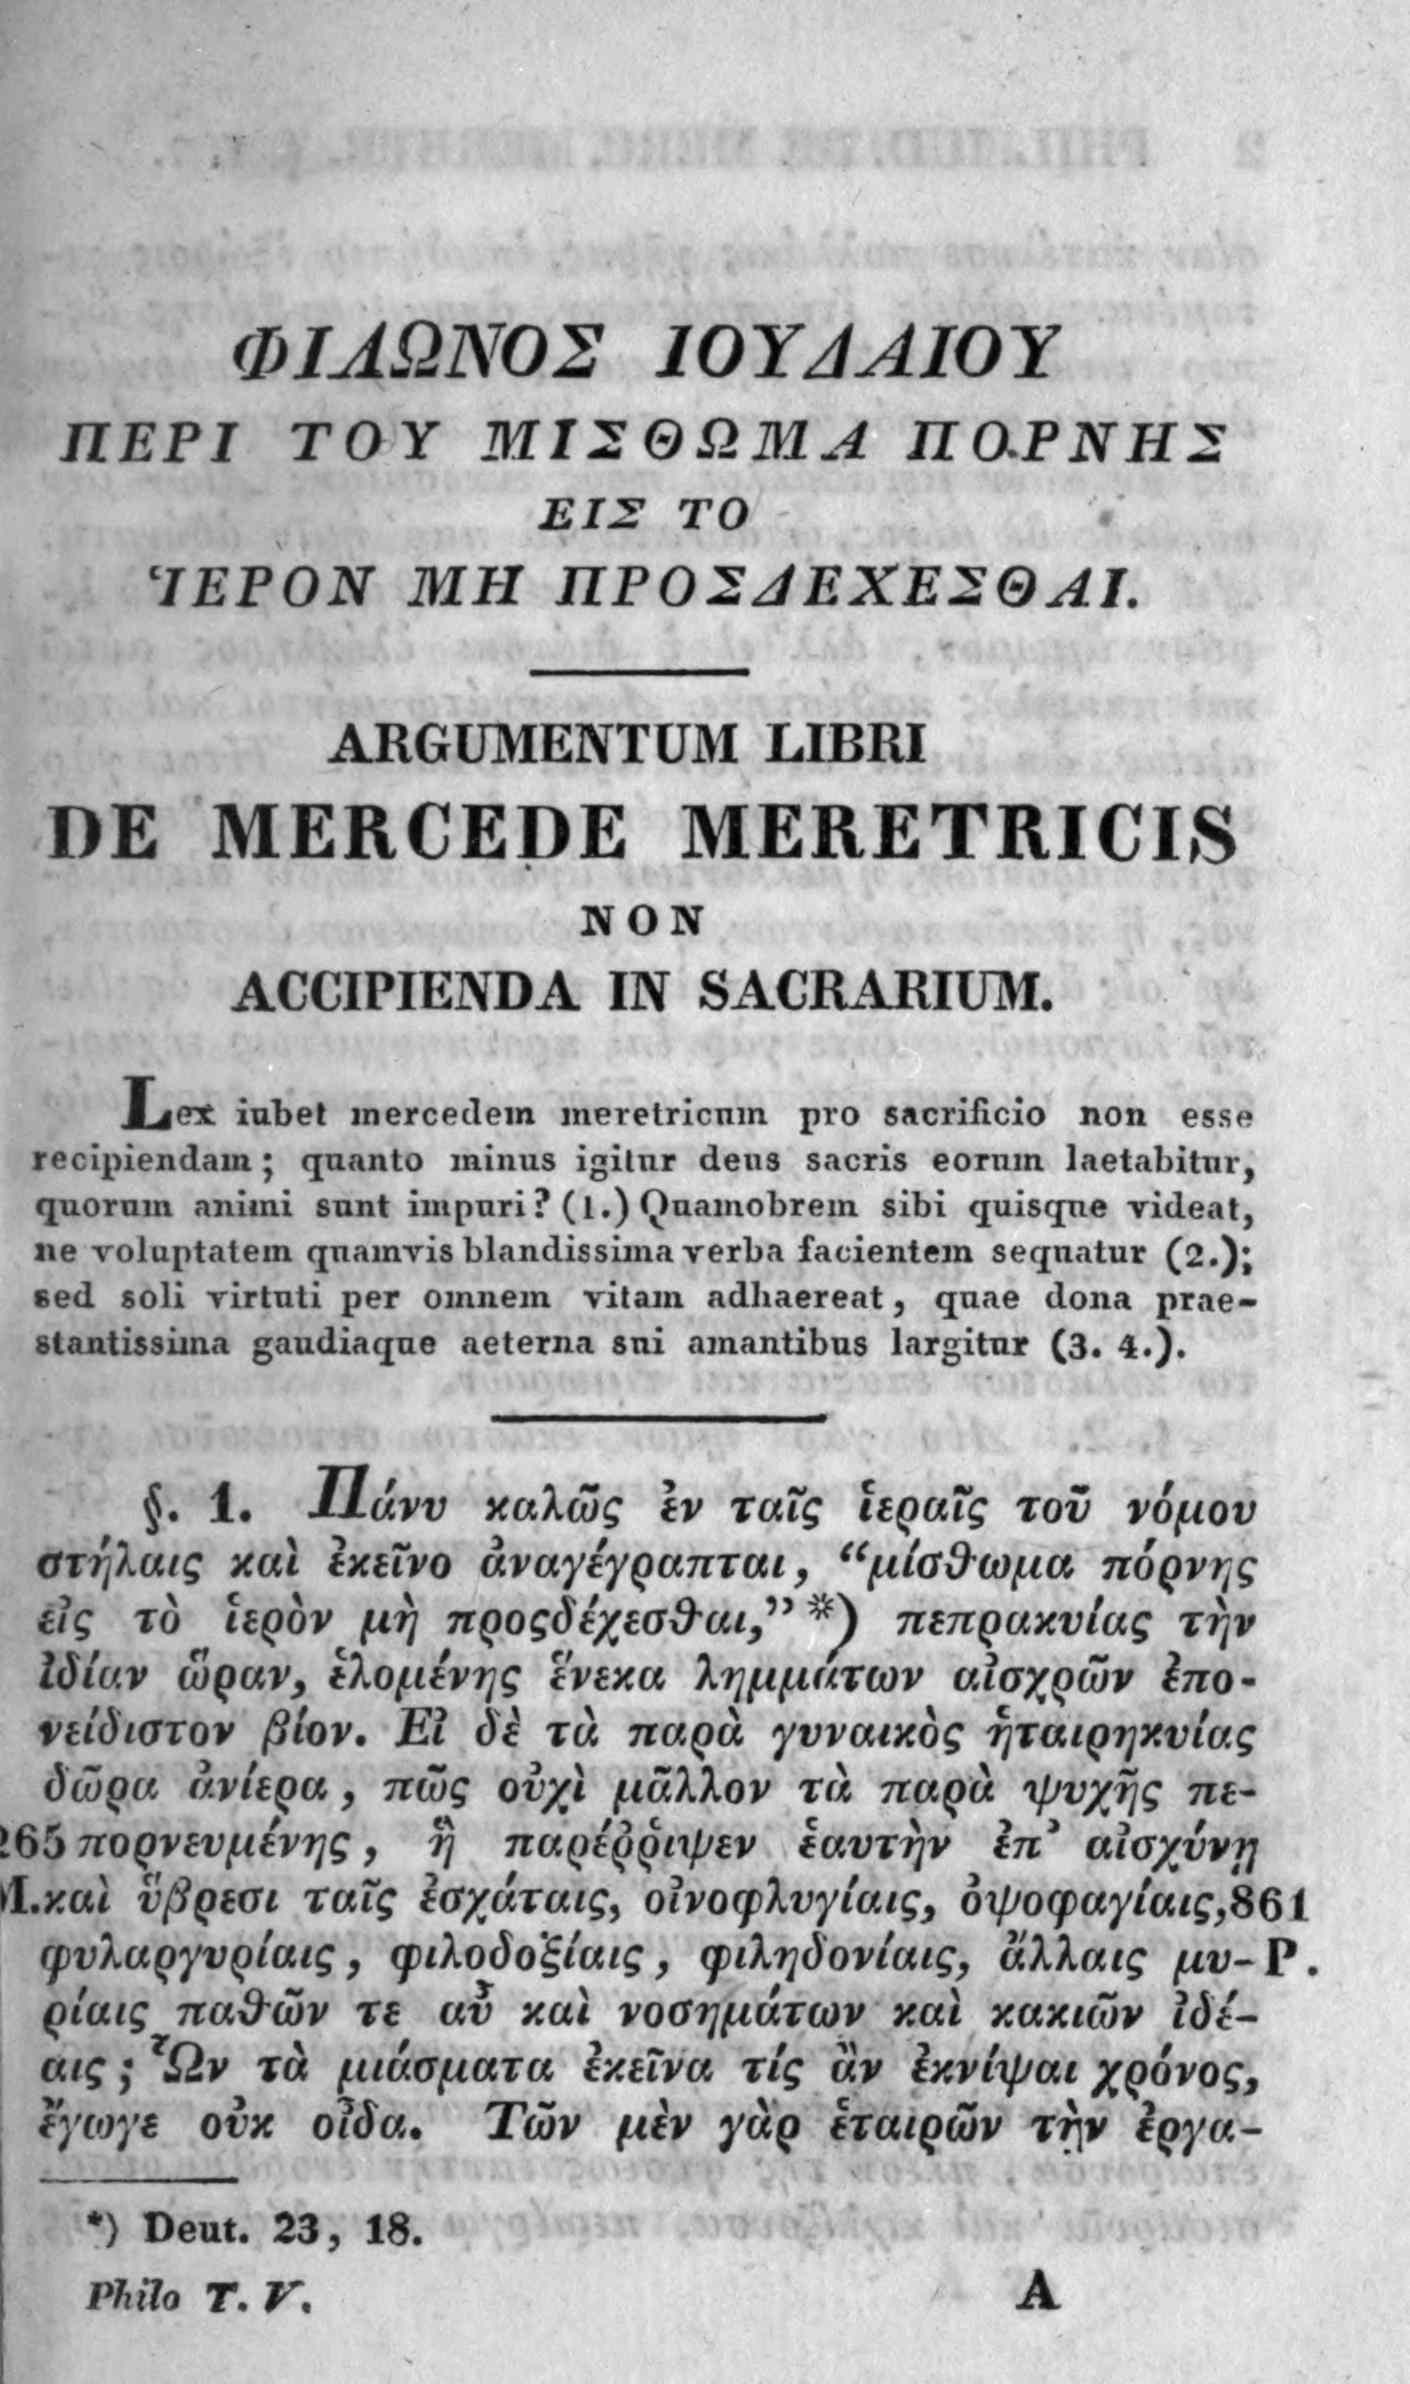 ΦΙΛΩΝΟΣ ΙΟΥΔΑΙΟΥ
ΠΕΡΙ ΤΟΥ ΜΙΣΘΩΜΑ ΠΟΡΝΗΣ
ΕΙΣ ΤΟ
ἹΕΡΟΝ ΜΗ ΠΡΟΣΔΕΧΕΣΘΑΙ.
ARGUMENTUM LIBRI
DE MERCEDE MERETRICIS
NON
ACCIPIENDA IN SACRARIUM.
Lex iubet mercedem meretricum pro sacrificio non esse
recipiendam; quanto minus igitur deus sacris eorum laetabitur,
quorum animi sunt impuri? (1.) Quamobrem sibi quisque videat,
ne voluptatem quamvis blandissima verba facientem sequatur (2.);
sed soli virtuti per omnem vitam adhaereat, quae dona prae-
stantissima gaudiaque aeterna sui amantibus largitur (3. 4.).
§. 1. Πάνυ καλῶς ἐν ταῖς ἱεραῖς τοῦ νόμου
στήλαις καὶ ἐκεῖνο ἀναγέγραπται, “μίσθωμα πόρνης
εἰς τὸ ἱερὸν μὴ προςδέχεσθαι,” *) πεπρακυίας τὴν
ἰδίαν ὥραν, ἑλομένης ἕνεκα λημμάτων αἰσχρῶν ἐπο-
νείδιστον βίον. Εἰ δὲ τὰ παρὰ γυναικὸς ἡταιρηκυίας
δῶρα ἀνίερα, πῶς οὐχὶ μᾶλλον τὰ παρὰ ψυχῆς πε-
265 πορνευμένης, ἣ παρέῤῥιψεν ἑαυτὴν ἐπ’ αἰσχύνῃ
M. καὶ ὕβρεσι ταῖς ἐσχάταις, οἰνοφλυγίαις, ὀψοφαγίαις, 861
φυλαργυρίαις, φιλοδοξίαις, φιληδονίαις, ἄλλαις μυ- P.
ρίαις παθῶν τε αὖ καὶ νοσημάτων καὶ κακιῶν ἰδέ-
αις; Ὧν τὰ μιάσματα ἐκεῖνα τίς ἂν ἐκνίψαι χρόνος,
ἔγωγε οὐκ οἶδα. Τῶν μὲν γὰρ ἑταιρῶν τὴν ἐργα-
*) Deut. 23, 18.
Philo T. V. A